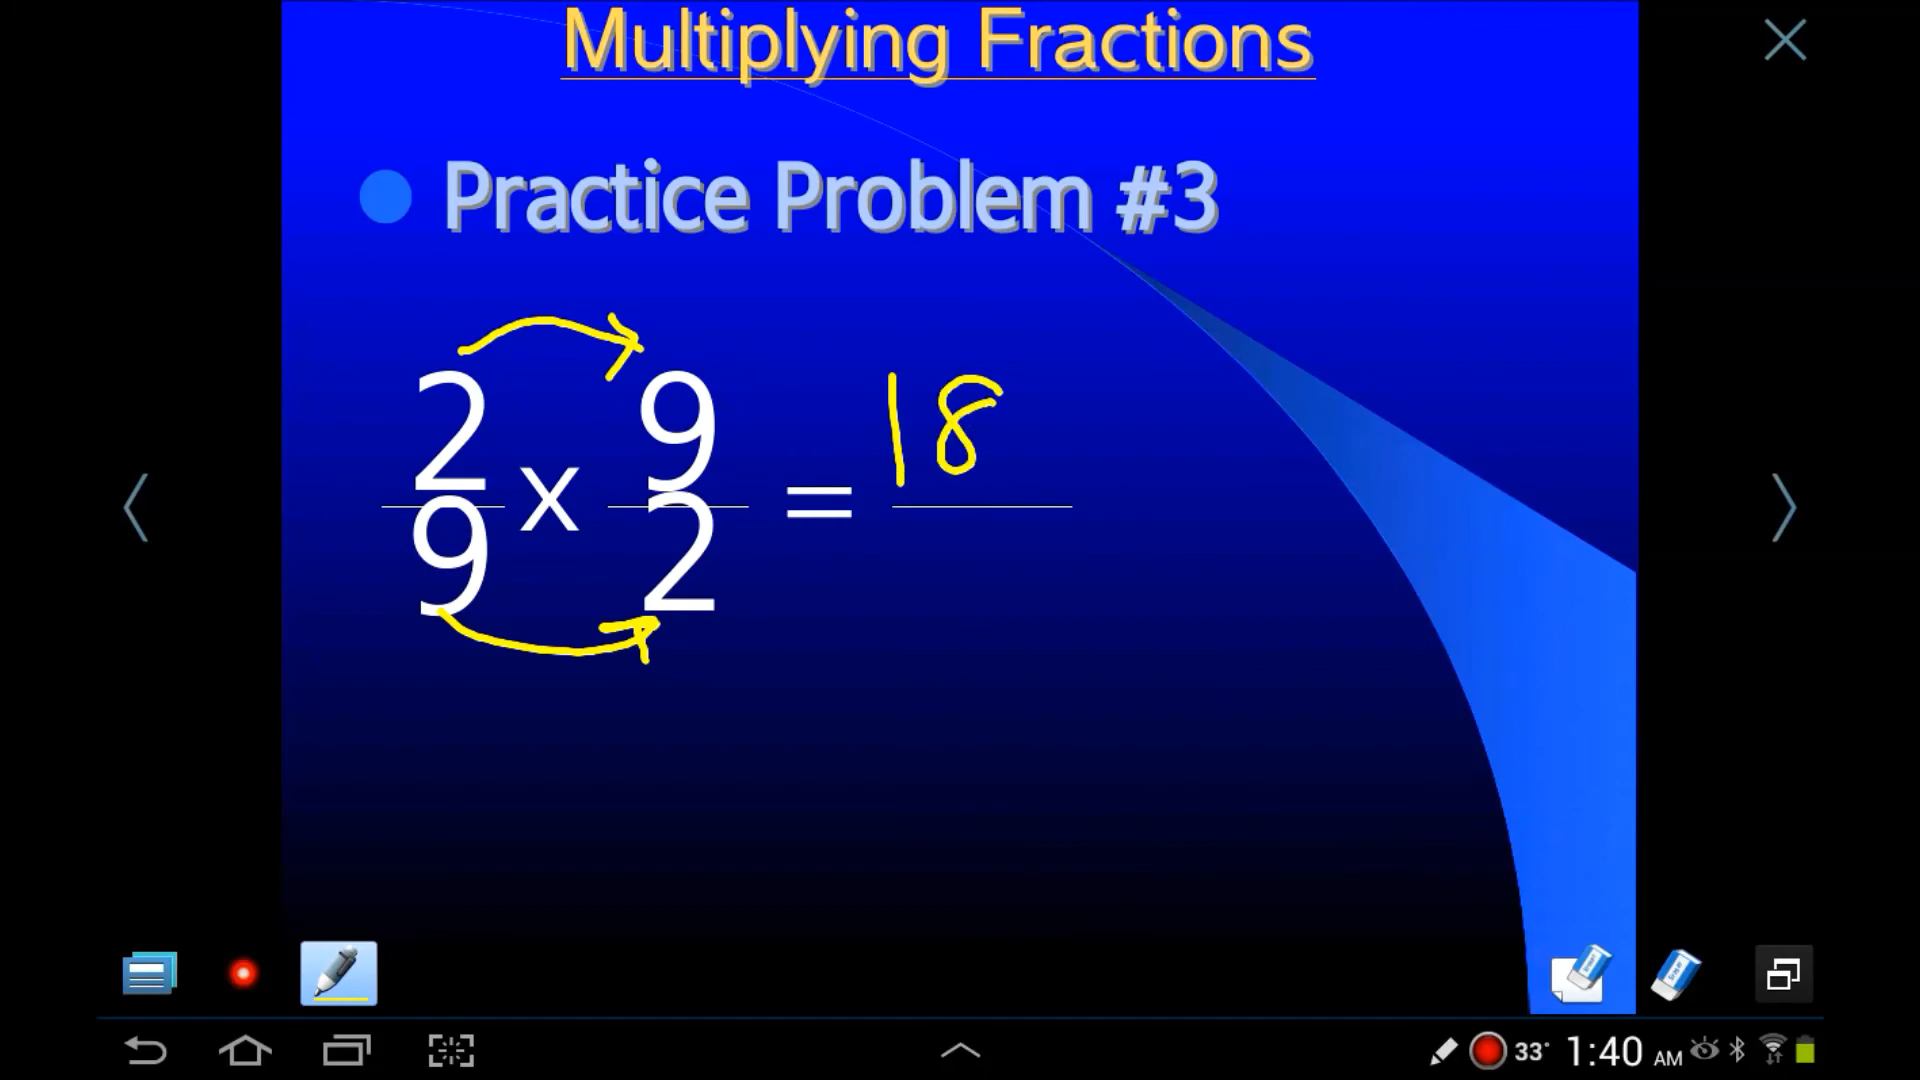 Multiplying Fractions
Practice Problem #3
2 9 18
x =
9 2
33° 1:40 AM